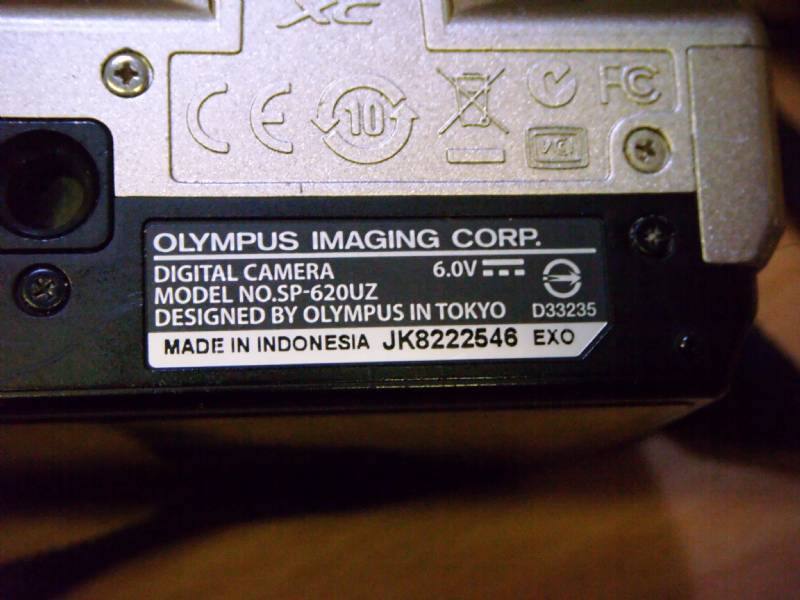 XC
CE
10
FC
VCI
OLYMPUS IMAGING CORP.
DIGITAL CAMERA 6.0V
MODEL NO.SP-620UZ
DESIGNED BY OLYMPUS IN TOKYO D33235
MADE IN INDONESIA JK8222546 EXO